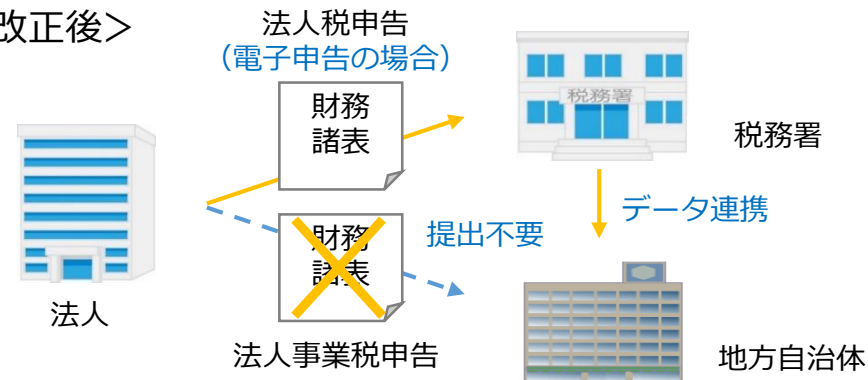 改正後>
法人税申告
(電子申告の場合)
財務
諸表
税務署
税務署
データ連携
提出不要
財務
諸表
法人
法人事業税申告
地方自治体